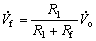 V̇f = R1 / (R1 + Rf) V̇o